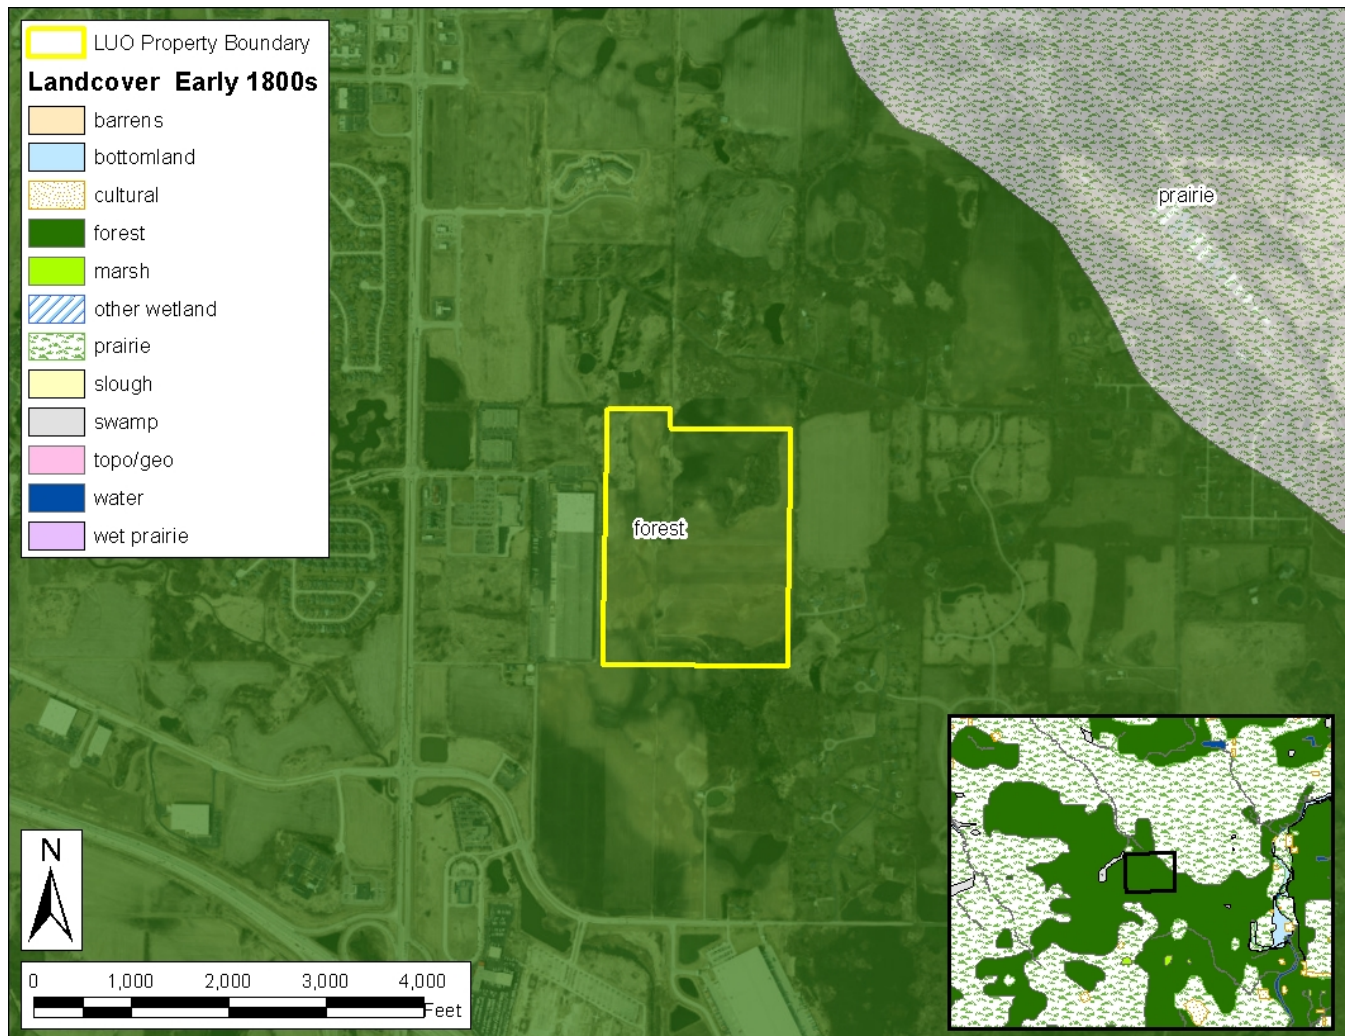 LUO Property Boundary
Landcover Early 1800s
barrens
bottomland
cultural
forest
marsh
other wetland
prairie
slough
swamp
topo/geo
water
wet prairie
prairie
forest
N
0 1,000 2,000 3,000 4,000
Feet